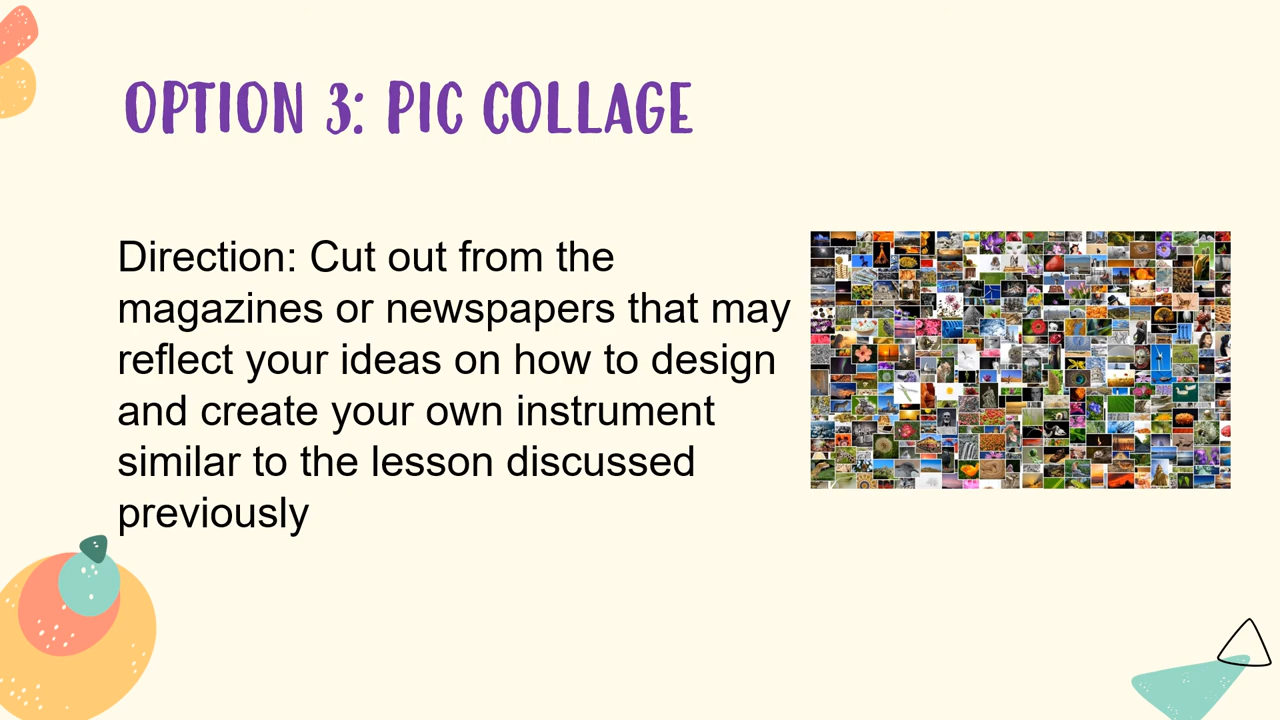 OPTION 3: PIC COLLAGE
Direction: Cut out from the
magazines or newspapers that may
reflect your ideas on how to design
and create your own instrument
similar to the lesson discussed
previously